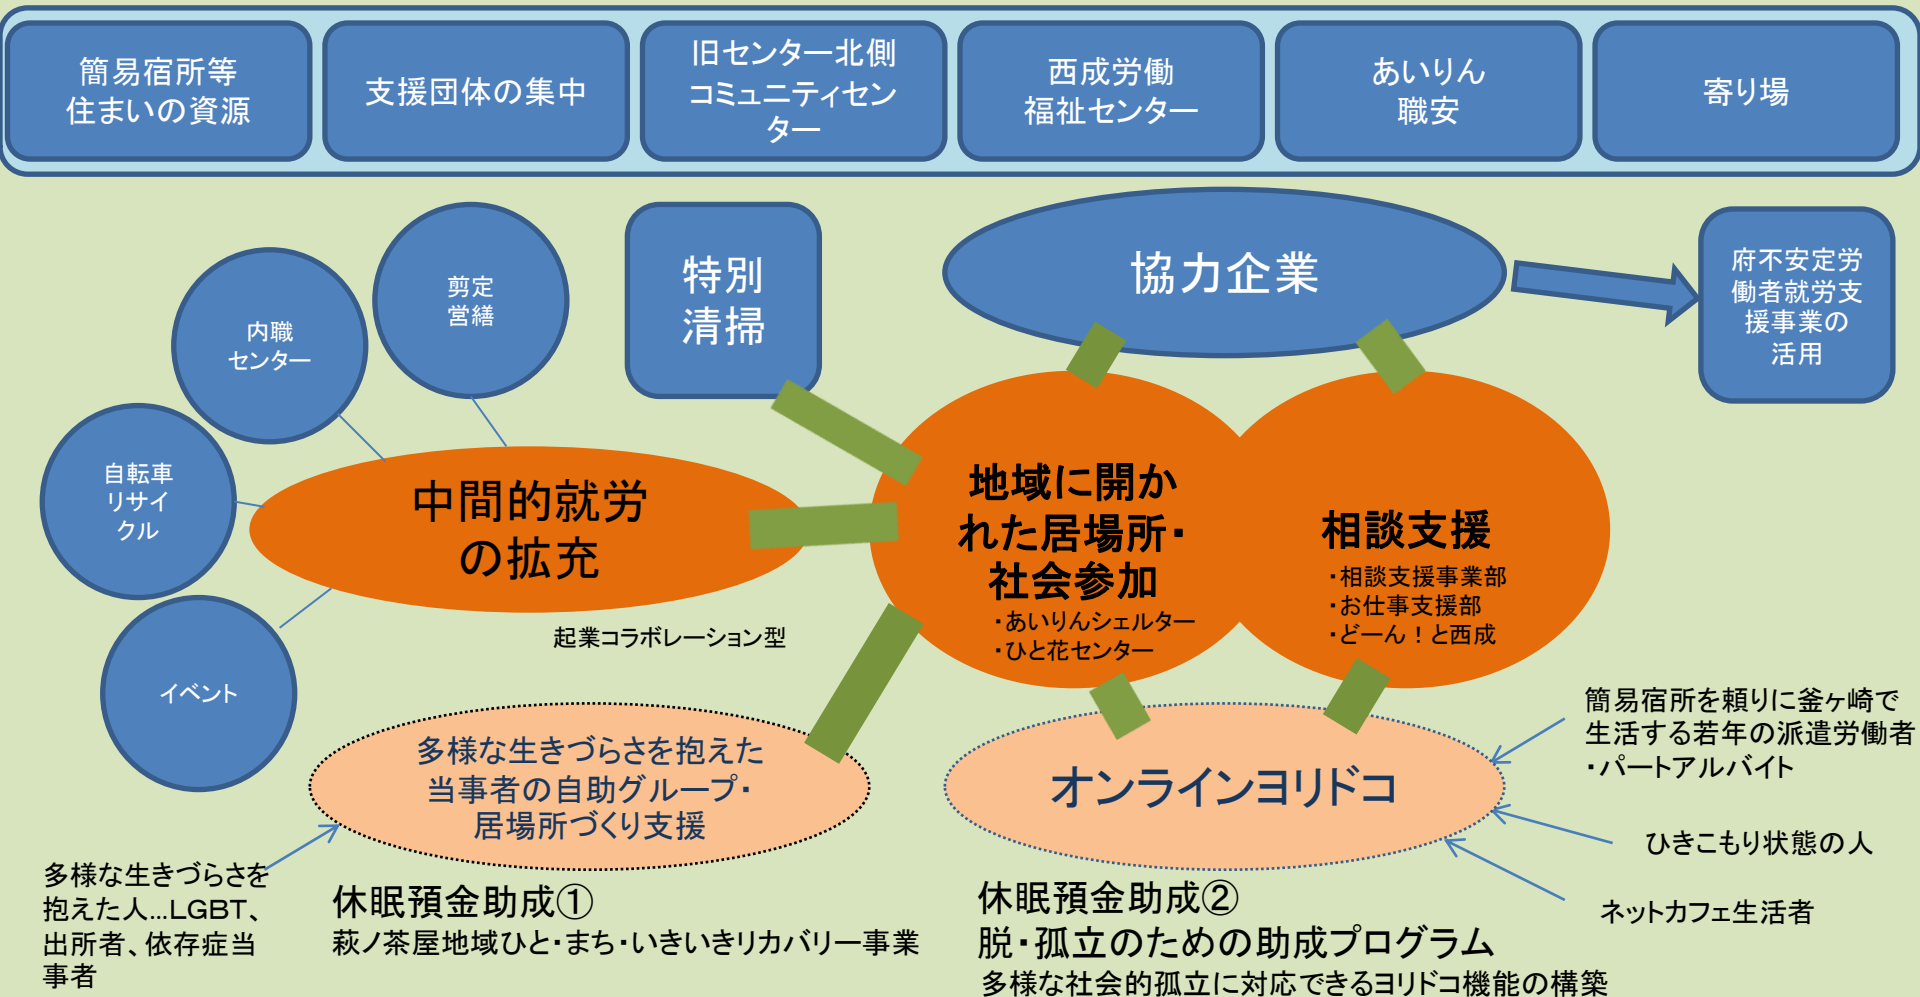 簡易宿所等
住まいの資源
支援団体の集中
旧センター北側
コミュニティセン
ター
西成労働
福祉センター
あいりん
職安
寄り場
剪定
営繕
内職
センター
自転車
リサイ
クル
イベント
特別
清掃
協力企業
府不安定労
働者就労支
援事業の
活用
中間的就労
の拡充
起業コラボレーション型
地域に開か
れた居場所・
社会参加
・あいりんシェルター
・ひと花センター
相談支援
・相談支援事業部
・お仕事支援部
・どーん！と西成
多様な生きづらさを抱えた
当事者の自助グループ・
居場所づくり支援
オンラインヨリドコ
簡易宿所を頼りに釜ヶ崎で
生活する若年の派遣労働者
・パートアルバイト
ひきこもり状態の人
ネットカフェ生活者
多様な生きづらさを
抱えた人…LGBT、
出所者、依存症当
事者
休眠預金助成①
萩ノ茶屋地域ひと・まち・いきいきリカバリー事業
休眠預金助成②
脱・孤立のための助成プログラム
多様な社会的孤立に対応できるヨリドコ機能の構築